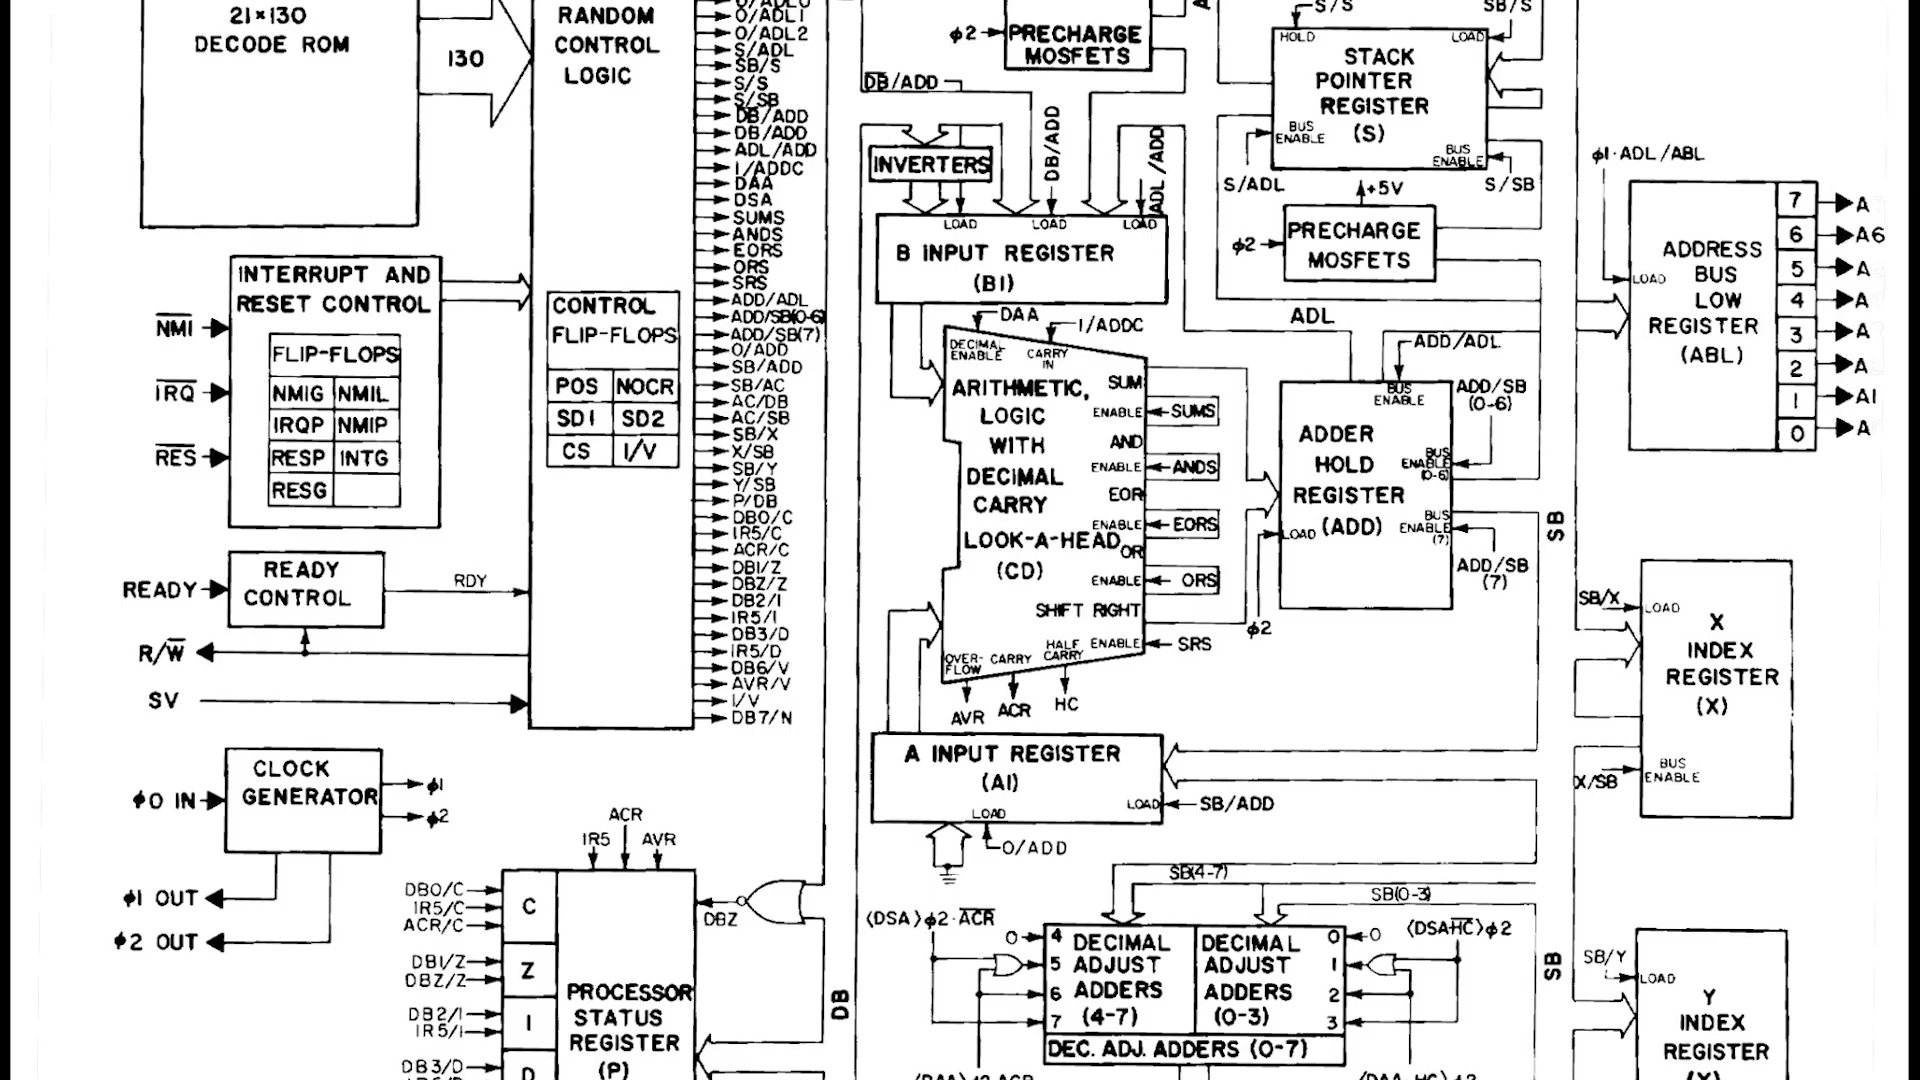 21×130
DECODE ROM
130
RANDOM
CONTROL
LOGIC
O/ADL1
O/ADL2
S/ADL
SB/S
S/S
S/SB
D̅B̅/ADD
DB/ADD
ADL/ADD
I/ADDC
DAA
DSA
SUMS
ANDS
EORS
ORS
SRS
ADD/ADL
ADD/SB(0-6)
ADD/SB(7)
O/ADD
SB/ADD
SB/AC
AC/DB
AC/SB
SB/X
X/SB
SB/Y
Y/SB
P/DB
DBO/C
IR5/C
ACR/C
DBI/Z
DBZ/Z
DB2/I
IR5/I
DB3/D
IR5/D
DB6/V
AVR/V
I/V
DB7/N
INTERRUPT AND
RESET CONTROL
FLIP-FLOPS
NMIG NMIL
IRQP NMIP
RESP INTG
RESG
N̅M̅I̅
I̅R̅Q̅
R̅E̅S̅
CONTROL
FLIP-FLOPS
POS NOCR
SD1 SD2
CS I/V
READY
READY
CONTROL
RDY
R/W̅
SV
CLOCK
GENERATOR
ϕ0 IN
ϕ1
ϕ2
ϕ1 OUT
ϕ2 OUT
ACR
IR5 AVR
DBO/C
IR5/C
ACR/C
C
DBI/Z
DBZ/Z
Z
DB2/I
IR5/I
I
DB3/D
D
PROCESSOR
STATUS
REGISTER
(P)
DBZ
DB
ϕ2
PRECHARGE
MOSFETS
D̅B̅/ADD
DB/ADD
ADL/ADD
INVERTERS
LOAD LOAD LOAD
B INPUT REGISTER
(BI)
DAA
I/ADDC
DECIMAL
ENABLE
CARRY
IN
ARITHMETIC,
LOGIC
WITH
DECIMAL
CARRY
LOOK-A-HEAD
(CD)
SUM
ENABLE SUMS
AND
ENABLE ANDS
EOR
ENABLE EORS
OR
ENABLE ORS
SHIFT RIGHT
ENABLE SRS
OVER-
FLOW
CARRY
HALF
CARRY
AVR ACR HC
A INPUT REGISTER
(AI)
LOAD
LOAD SB/ADD
O/ADD
S/S
SB/S
HOLD LOAD
STACK
POINTER
REGISTER
(S)
BUS
ENABLE
BUS
ENABLE
S/ADL
S/SB
+5V
ϕ2
PRECHARGE
MOSFETS
ADL
ADD/ADL
BUS
ENABLE
ADD/SB
(0-6)
ADDER
HOLD
REGISTER
(ADD)
BUS
ENABLE
(0-6)
BUS
ENABLE
(7)
LOAD
ADD/SB
(7)
ϕ2
SB
SB(4-7)
SB(0-3)
(DSA)ϕ2·A̅C̅R̅
(DSA·H̅C̅)ϕ2
0 4
5
6
7
DECIMAL
ADJUST
ADDERS
(4-7)
DECIMAL
ADJUST
ADDERS
(0-3)
0 0
1
2
3
DEC. ADJ. ADDERS (0-7)
SB
ϕ1·ADL/ABL
LOAD
ADDRESS
BUS
LOW
REGISTER
(ABL)
7 A
6 A6
5 A
4 A
3 A
2 A
1 A1
0 A
SB/X
LOAD
X
INDEX
REGISTER
(X)
X/SB
BUS
ENABLE
SB/Y
LOAD
Y
INDEX
REGISTER